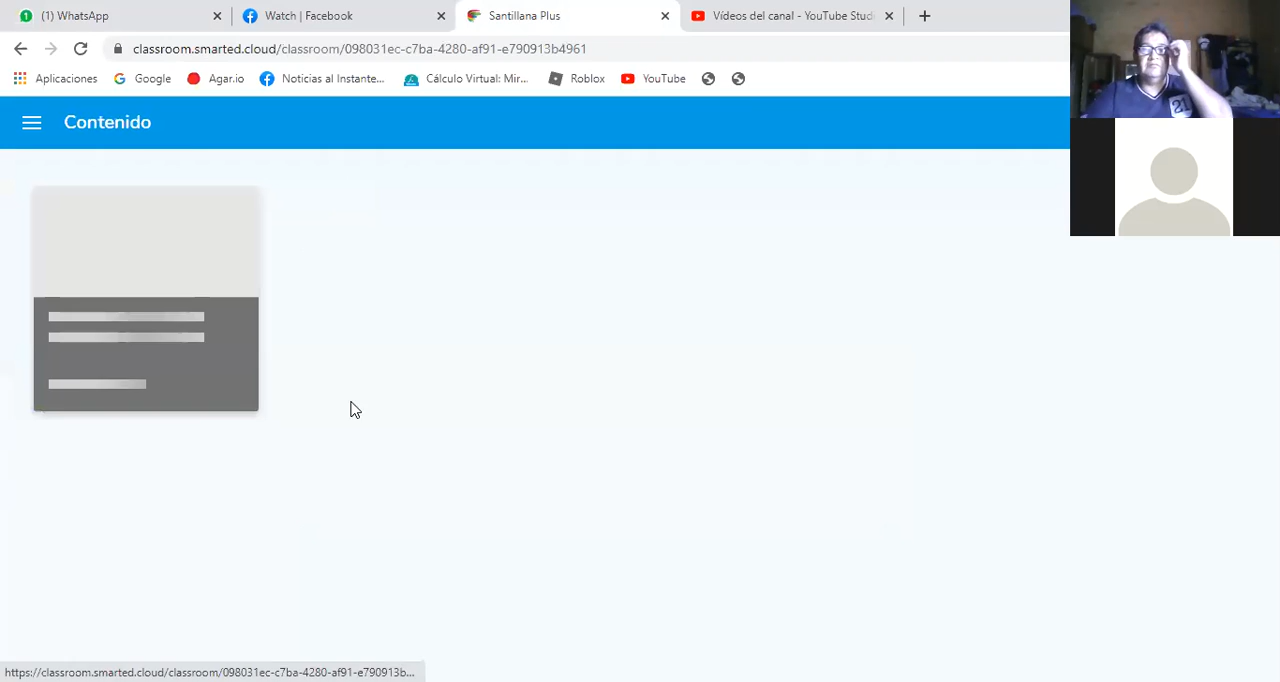 (1) WhatsApp
Watch | Facebook
Santillana Plus
Vídeos del canal - YouTube Studi
classroom.smarted.cloud/classroom/098031ec-c7ba-4280-af91-e790913b4961
Aplicaciones
Google
Agar.io
Noticias al Instante...
Cálculo Virtual: Mir...
Roblox
YouTube
Contenido
21
https://classroom.smarted.cloud/classroom/098031ec-c7ba-4280-af91-e790913b...